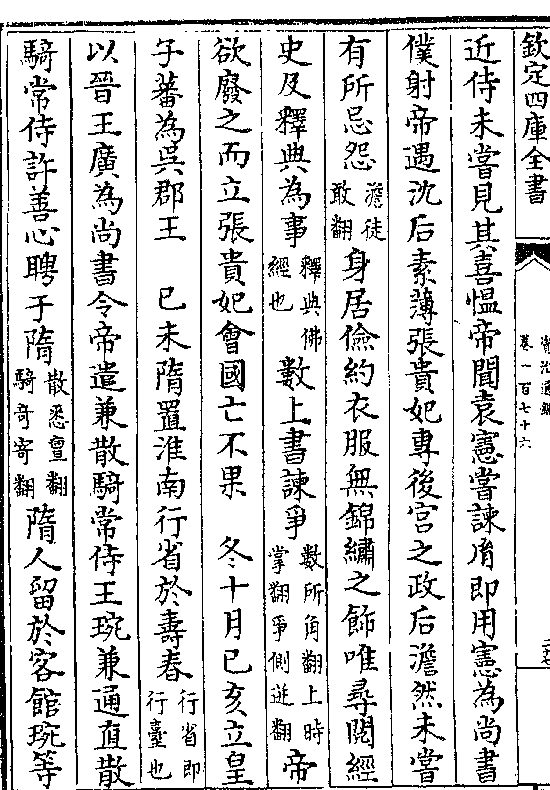 欽定四庫全書
資治通鑑
卷一百七十六
近侍未嘗見其喜愠帝聞袁憲嘗諫㣧即用憲為尚書
僕射帝遇沈后素薄張貴妃專後宮之政后澹然未嘗
有所忌怨澹徒敢翻身居儉約衣服無錦繡之飾唯尋閱經
史及釋典為事釋典佛經也數上書諫爭數所角翻上時掌翻爭側迸翻帝
欲廢之而立張貴妃會國亡不果　冬十月己亥立皇
子蕃為吳郡王　己未隋置淮南行省於壽春行省即行臺也
以晉王廣為尚書令帝遣兼散騎常侍王琬兼通直散
騎常侍許善心聘于隋散悉亶翻騎奇寄翻隋人留於客館琬等